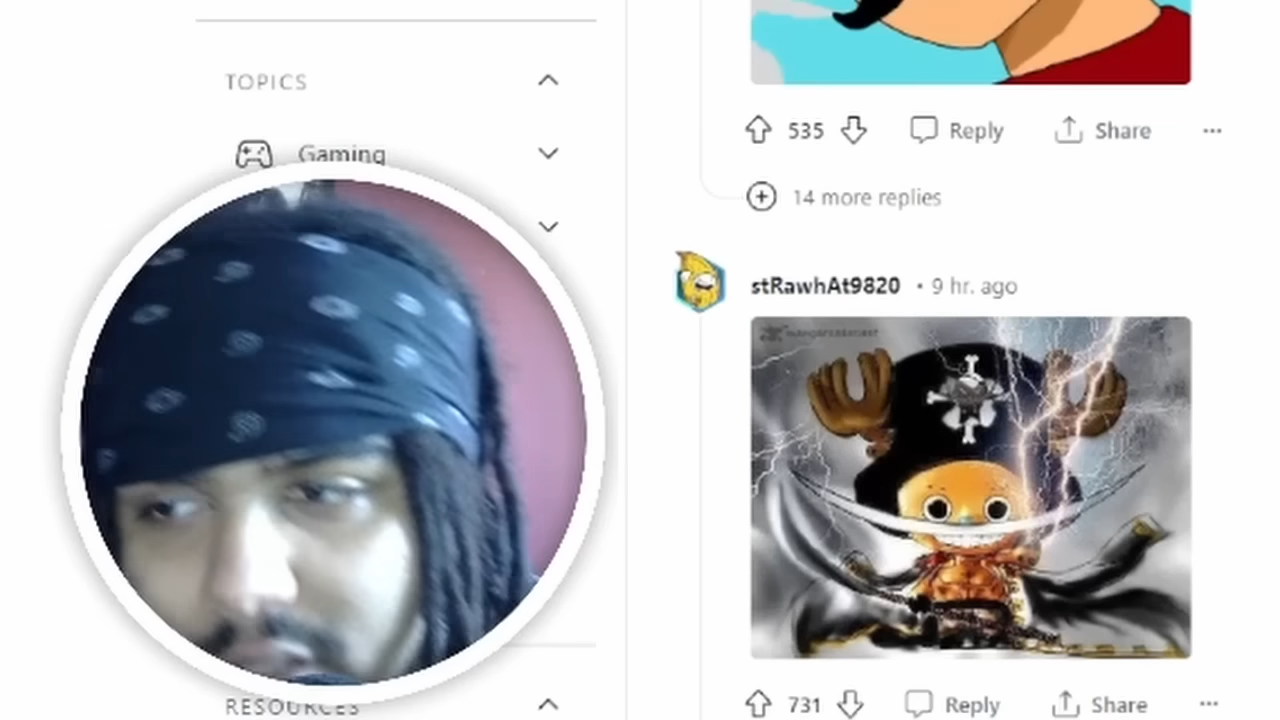 TOPICS
Gaming
RESOURCES
535
Reply
Share
14 more replies
stRawhAt9820 • 9 hr. ago
731
Reply
Share